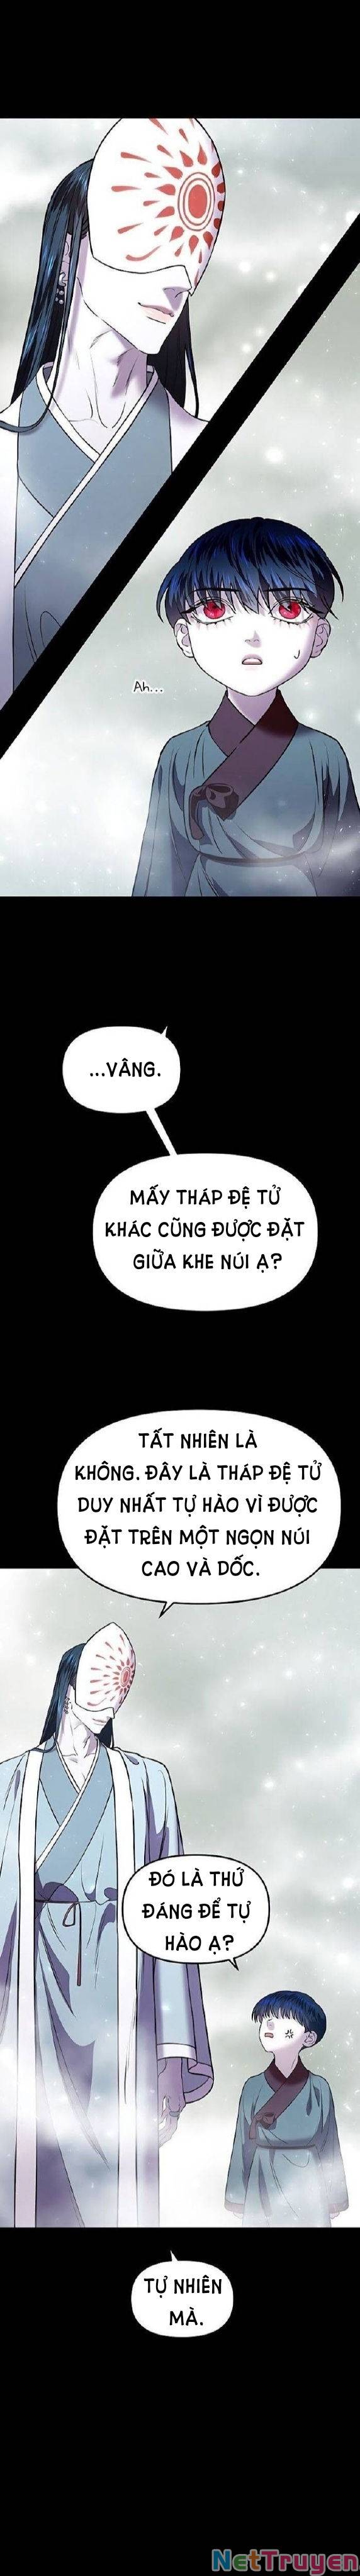 Ah...
...VÂNG.
MẤY THÁP ĐỆ TỬ
KHÁC CŨNG ĐƯỢC ĐẶT
GIỮA KHE NÚI Ạ?
TẤT NHIÊN LÀ
KHÔNG. ĐÂY LÀ THÁP ĐỆ TỬ
DUY NHẤT TỰ HÀO VÌ ĐƯỢC
ĐẶT TRÊN MỘT NGỌN NÚI
CAO VÀ DỐC.
ĐÓ LÀ THỨ
ĐÁNG ĐỂ TỰ
HÀO Ạ?
TỰ NHIÊN
MÀ.
NetTruyen